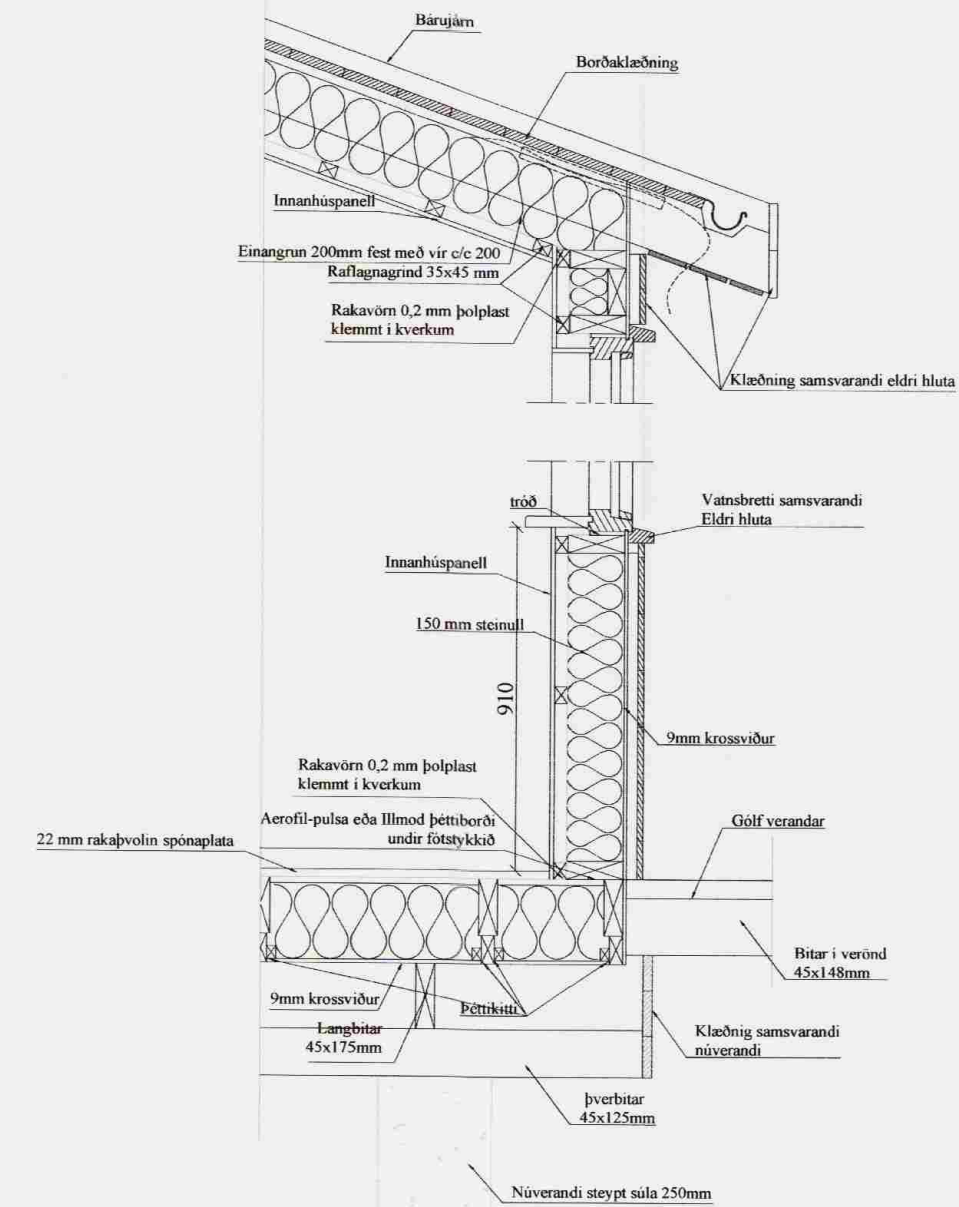 Bárujárn
Borðaklæðning
Innanhúspanell
Einangrun 200mm fest með vír c/c 200
Raflagnagrind 35x45 mm
Rakavörn 0,2 mm þolplast
klemmt í kverkum
Klæðning samsvarandi eldri hluta
tróð
Vatnsbretti samsvarandi
Eldri hluta
Innanhúspanell
150 mm steinull
910
9mm krossviður
Rakavörn 0,2 mm þolplast
klemmt í kverkum
Aerofil-pulsa eða Illmod þéttiborði
undir fótstykkið
Gólf verandar
22 mm rakaþvolin spónaplata
Bitar í verönd
45x148mm
9mm krossviður
Þéttikítti
Langbitar
45x175mm
Klæðnig samsvarandi
núverandi
þverbitar
45x125mm
Núverandi steypt súla 250mm